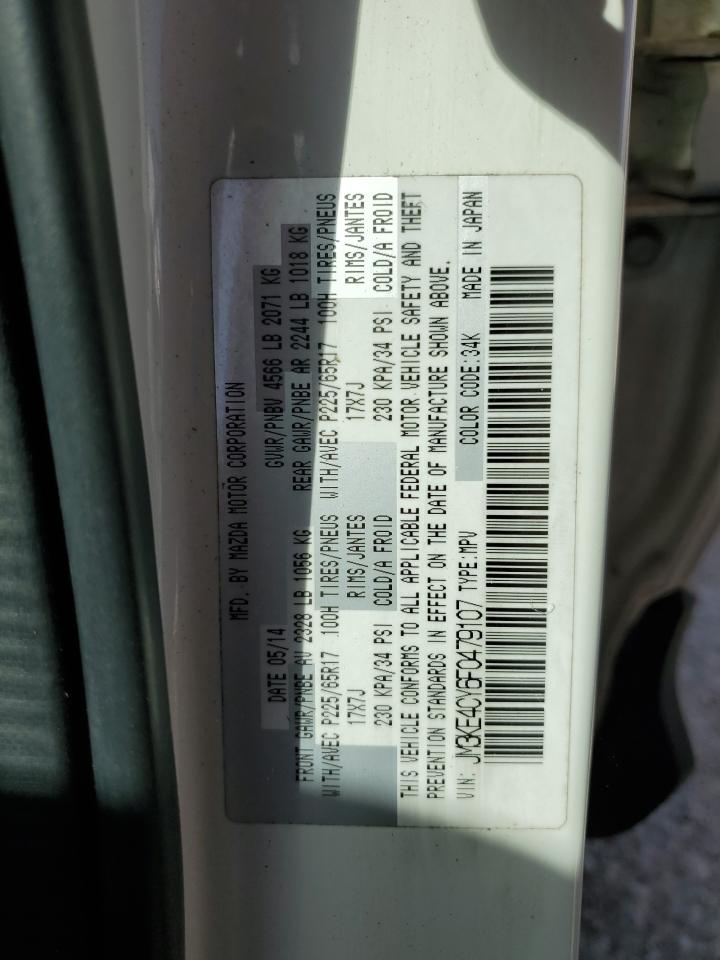 MFD. BY MAZDA MOTOR CORPORATION
DATE 05/14 GVWR/PNBV 4566 LB 2071 KG
FRONT GAWR/PNBE AV 2328 LB 1056 KG REAR GAWR/PNBE AR 2244 LB 1018 KG
WITH/AVEC P225/65R17 100H TIRES/PNEUS WITH/AVEC P225/65R17 100H TIRES/PNEUS
17X7J RIMS/JANTES 17X7J RIMS/JANTES
230 KPA/34 PSI COLD/A FROID 230 KPA/34 PSI COLD/A FROID
THIS VEHICLE CONFORMS TO ALL APPLICABLE FEDERAL MOTOR VEHICLE SAFETY AND THEFT
PREVENTION STANDARDS IN EFFECT ON THE DATE OF MANUFACTURE SHOWN ABOVE.
VIN: JM3KE4CY6F0479107 TYPE:MPV COLOR CODE:34K MADE IN JAPAN